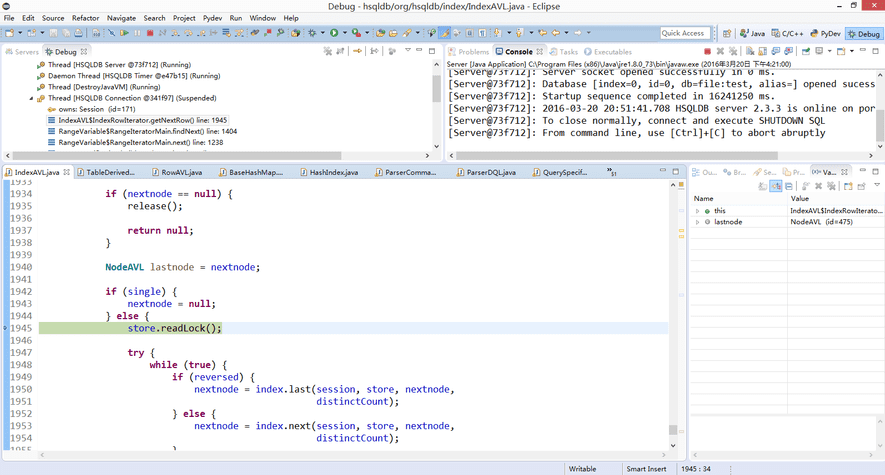 Debug - hsqldb/org/hsqldb/index/IndexAVL.java - Eclipse
File Edit Source Refactor Navigate Search Project Pydev Run Window Help
Quick Access
Java C/C++ PyDev Debug
Servers Debug
Thread [HSQLDB Server @73f712] (Running)
Daemon Thread [HSQLDB Timer @e47b15] (Running)
Thread [DestroyJavaVM] (Running)
Thread [HSQLDB Connection @341f97] (Suspended)
owns: Session (id=171)
IndexAVL$IndexRowIterator.getNextRow() line: 1945
RangeVariable$RangeIteratorMain.findNext() line: 1404
RangeVariable$RangeIteratorMain.next() line: 1238
Problems Console Tasks Executables
Server [Java Application] C:\Program Files (x86)\Java\jre1.8.0_73\bin\javaw.exe (2016年3月20日 下午4:21:00)
[Server@73f712]: Server socket opened successfully in 0 ms.
[Server@73f712]: Database [index=0, id=0, db=file:test, alias=] opened sucess
[Server@73f712]: Startup sequence completed in 16241250 ms.
[Server@73f712]: 2016-03-20 20:51:41.708 HSQLDB server 2.3.3 is online on por
[Server@73f712]: To close normally, connect and execute SHUTDOWN SQL
[Server@73f712]: From command line, use [Ctrl]+[C] to abort abruptly
IndexAVL.java TableDerived... RowAVL.java BaseHashMap.... HashIndex.java ParserComma... ParserDQL.java QuerySpecif... »51
1933
1934 if (nextnode == null) {
1935 release();
1936
1937 return null;
1938 }
1939
1940 NodeAVL lastnode = nextnode;
1941
1942 if (single) {
1943 nextnode = null;
1944 } else {
1945 store.readLock();
1946
1947 try {
1948 while (true) {
1949 if (reversed) {
1950 nextnode = index.last(session, store, nextnode,
1951 distinctCount);
1952 } else {
1953 nextnode = index.next(session, store, nextnode,
1954 distinctCount);
1955 }
Ou... Br... Se... Pr... Va...
Name Value
this IndexAVL$IndexRowIterato...
lastnode NodeAVL (id=475)
Writable Smart Insert 1945 : 34